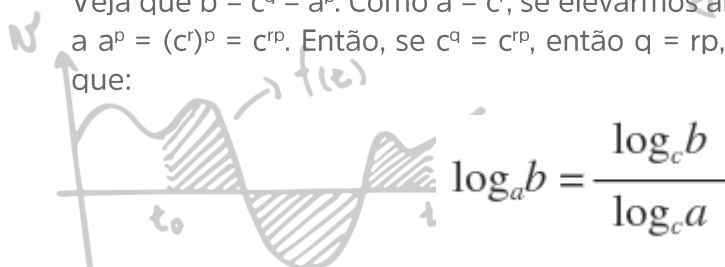 Veja que b = c^q = a^p. Como a = c^r, se elevarmos a
a a^p = (c^r)^p = c^rp. Então, se c^q = c^rp, então q = rp,
que:
f(t)
t₀
log_a b = log_c b / log_c a